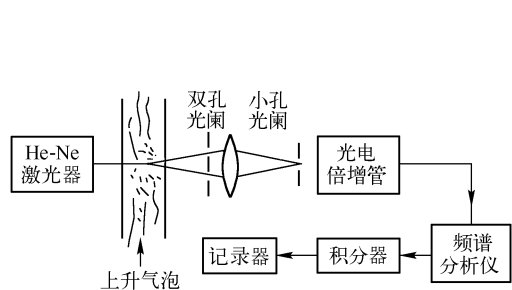 双孔
光阑
小孔
光阑
He-Ne
激光器
光电
倍增管
频谱
分析仪
积分器
记录器
上升气泡